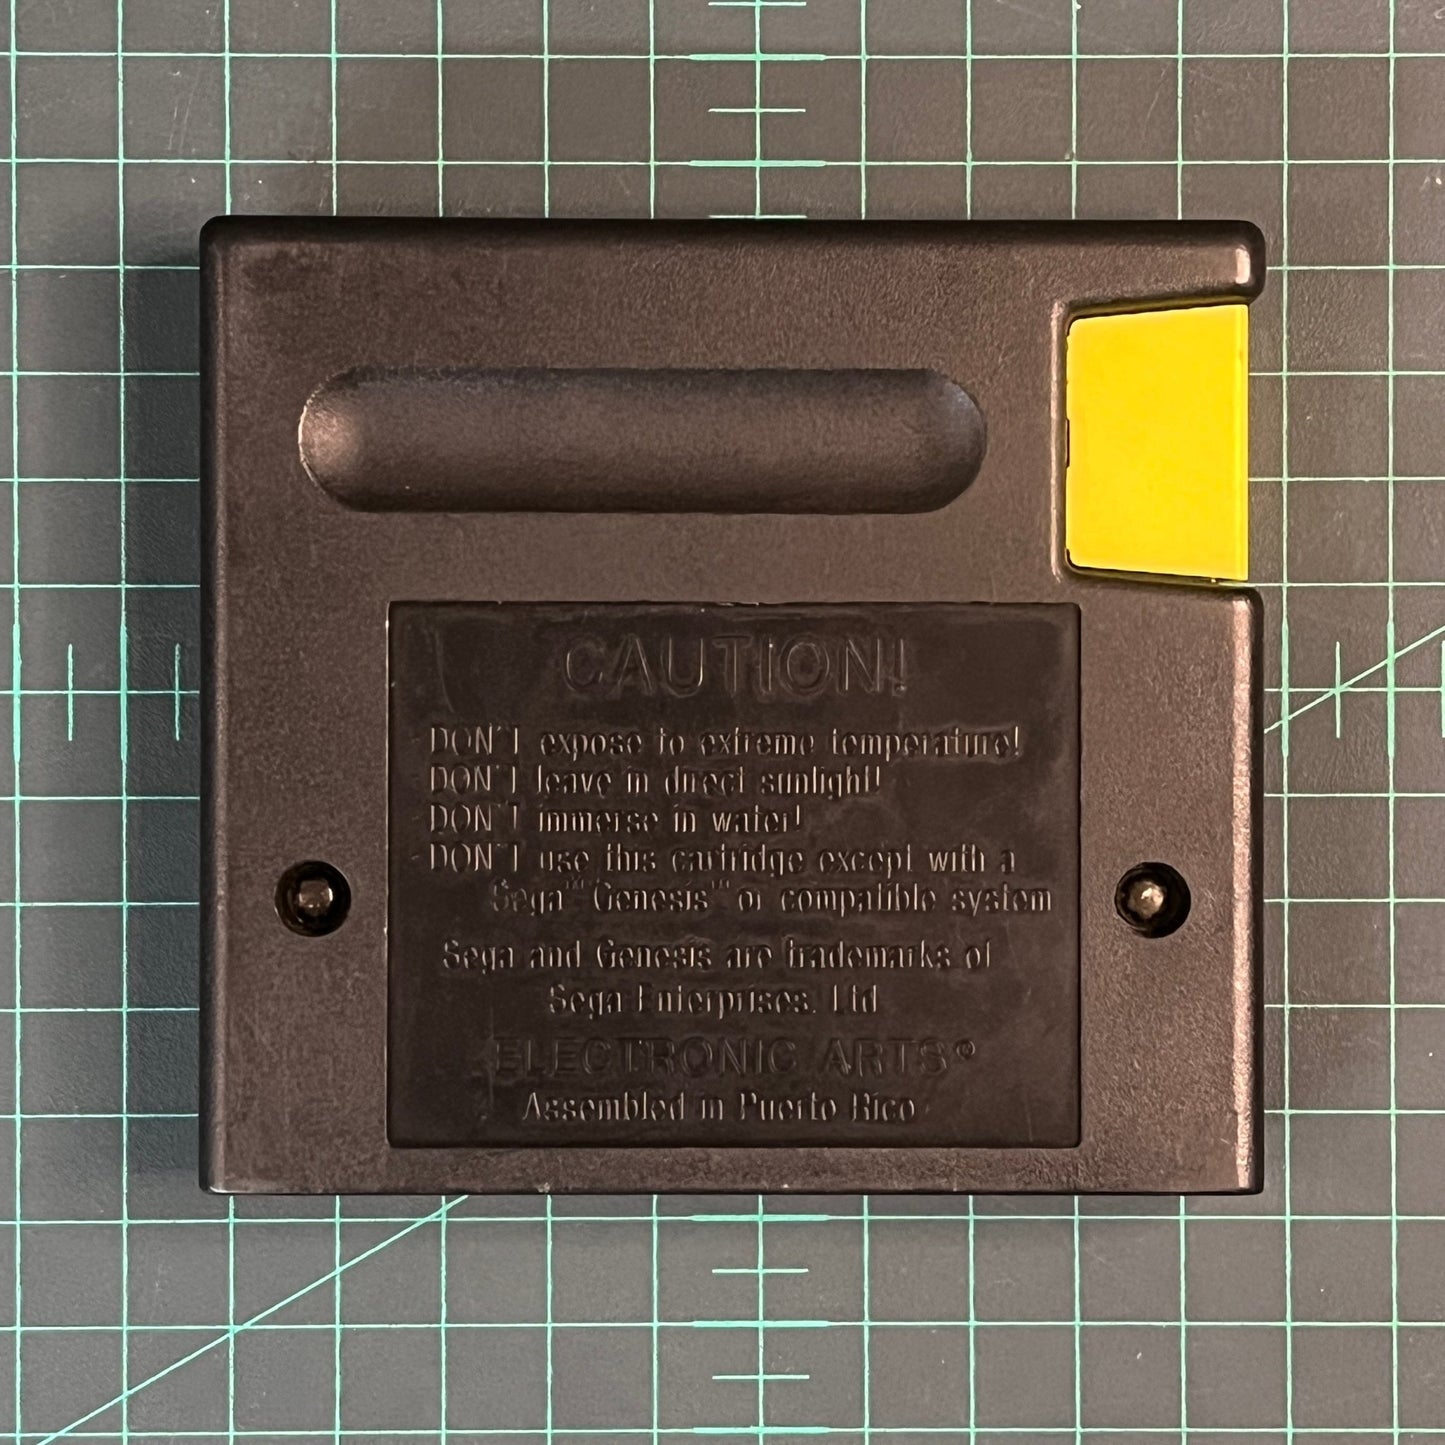 CAUTION!
DON'T expose to extreme temperature!
DON'T leave in direct sunlight!
DON'T immerse in water!
DON'T use this cartridge except with a
Sega™ Genesis™ or compatible system
Sega and Genesis are trademarks of
Sega Enterprises, Ltd
ELECTRONIC ARTS®
Assembled in Puerto Rico